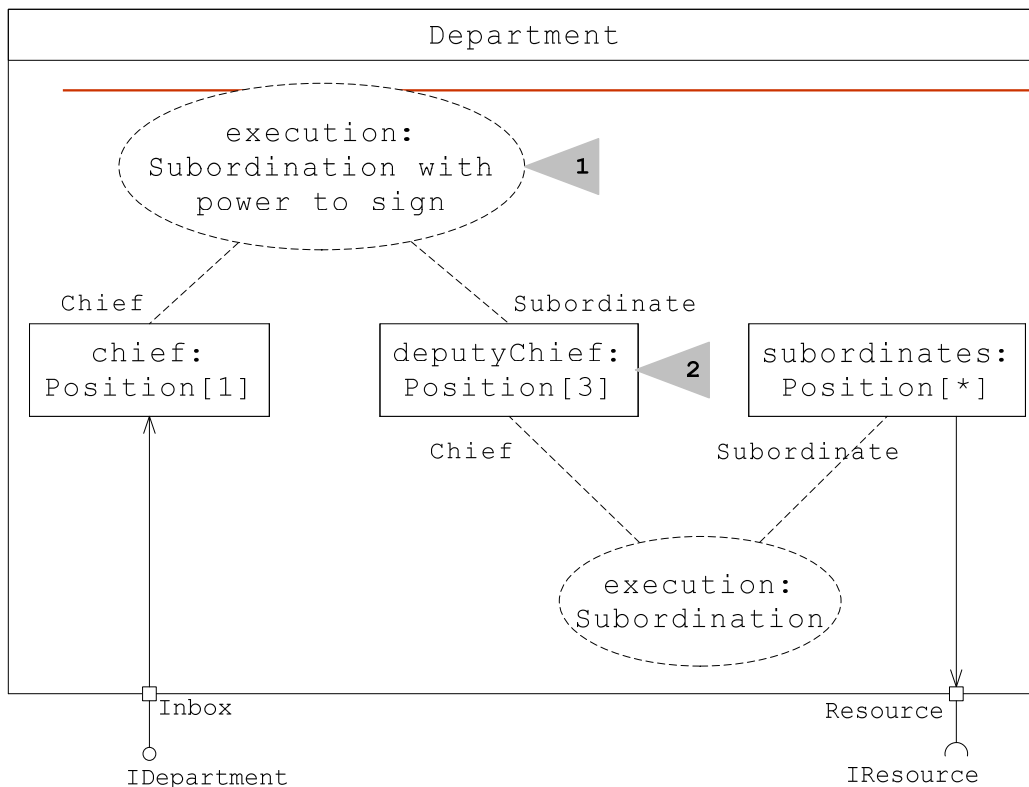 Department
execution:
Subordination with
power to sign
1
Chief
Subordinate
chief:
Position[1]
deputyChief:
Position[3]
2
subordinates:
Position[*]
Chief
Subordinate
execution:
Subordination
Inbox
Resource
IDepartment
IResource